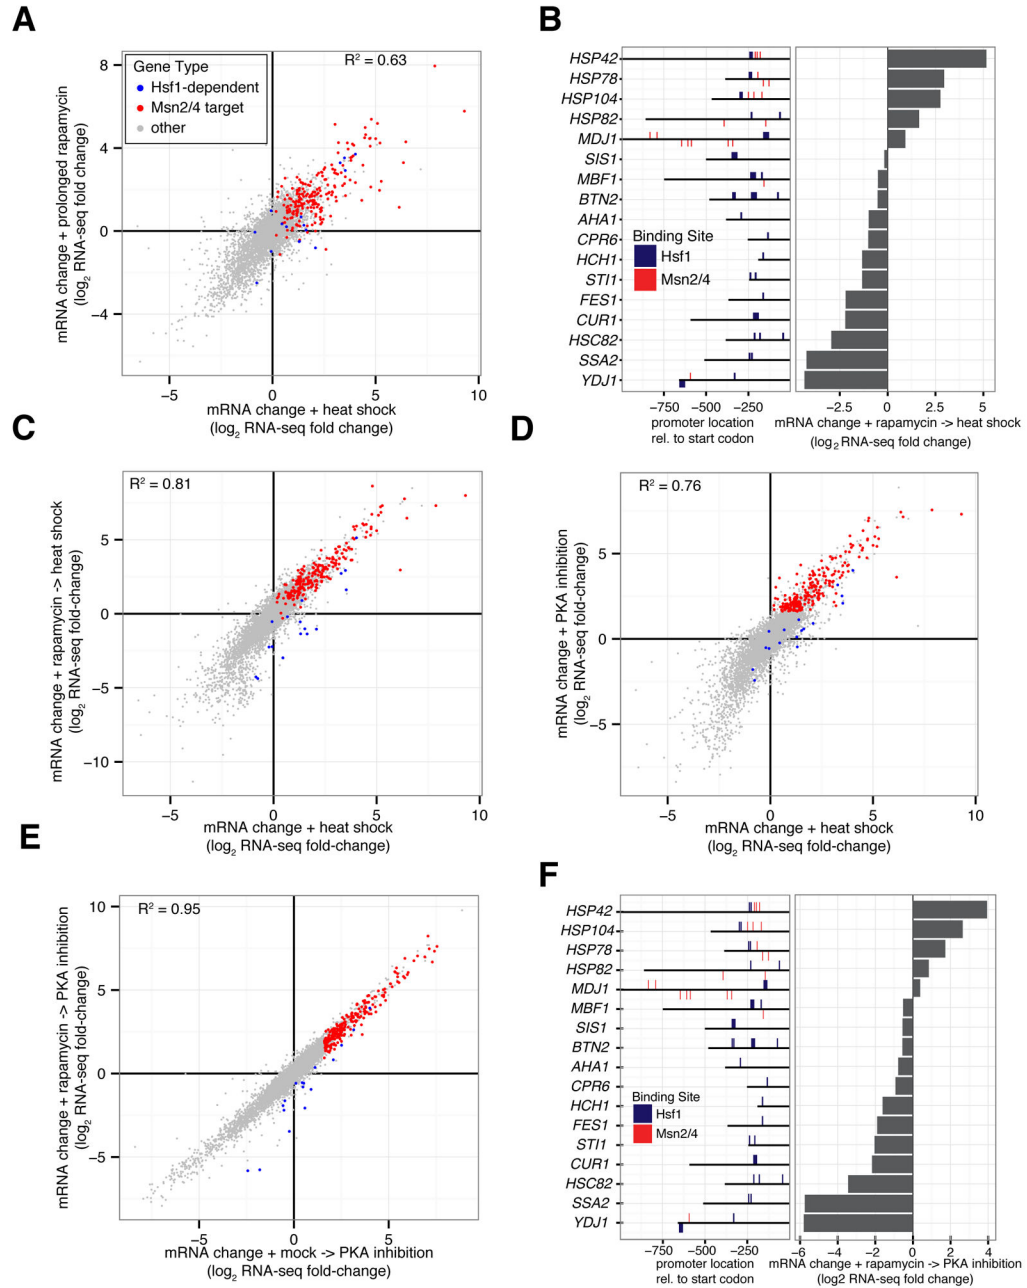 A
mRNA change + prolonged rapamycin
(log2 RNA-seq fold change)
8
4
0
−4
Gene Type
Hsf1-dependent
Msn2/4 target
other
R2 = 0.63
−5
0
5
10
mRNA change + heat shock
(log2 RNA-seq fold change)
B
HSP42
HSP78
HSP104
HSP82
MDJ1
SIS1
MBF1
BTN2
AHA1
CPR6
HCH1
STI1
FES1
CUR1
HSC82
SSA2
YDJ1
Binding Site
Hsf1
Msn2/4
−750 −500 −250
promoter location
rel. to start codon
−2.5 0 2.5 5
mRNA change + rapamycin -> heat shock
(log2 RNA-seq fold change)
C
mRNA change + rapamycin -> heat shock
(log2 RNA-seq fold-change)
5
0
−5
−10
R2 = 0.81
−5
0
5
10
mRNA change + heat shock
(log2 RNA-seq fold-change)
D
mRNA change + PKA inhibition
(log2 RNA-seq fold-change)
5
0
−5
R2 = 0.76
−5
0
5
10
mRNA change + heat shock
(log2 RNA-seq fold-change)
E
mRNA change + rapamycin -> PKA inhibition
(log2 RNA-seq fold-change)
10
5
0
−5
R2 = 0.95
−5
0
5
mRNA change + mock -> PKA inhibition
(log2 RNA-seq fold-change)
F
HSP42
HSP104
HSP78
HSP82
MDJ1
MBF1
SIS1
BTN2
AHA1
CPR6
HCH1
FES1
STI1
CUR1
HSC82
SSA2
YDJ1
Binding Site
Hsf1
Msn2/4
−750 −500 −250
promoter location
rel. to start codon
−6 −4 −2 0 2 4
mRNA change + rapamycin -> PKA inhibition
(log2 RNA-seq fold-change)